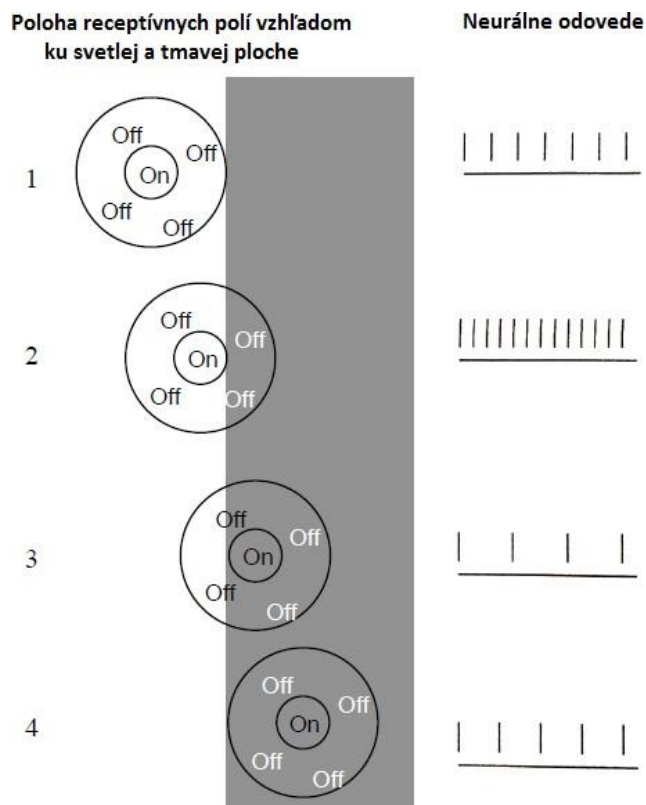 Poloha receptívnych polí vzhľadom
ku svetlej a tmavej ploche
Neurálne odovede
1
Off
Off
On
Off
Off
2
Off
Off
On
Off
Off
3
Off
Off
On
Off
Off
4
Off
Off
On
Off
Off